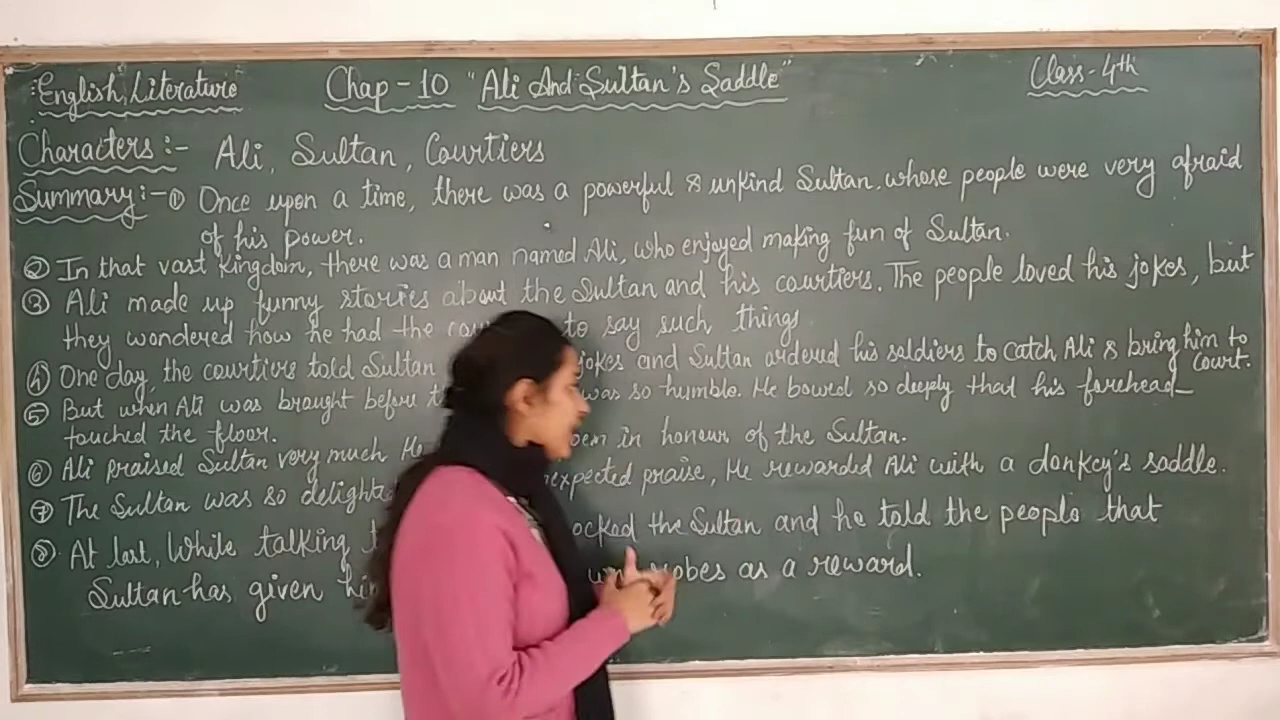 English Literature Chap - 10 "Ali And Sultan's Saddle" Class - 4th
Characters :- Ali, Sultan, Courtiers
Summary :- ① Once upon a time, there was a powerful & unkind Sultan. whose people were very afraid
of his power.
② In that vast kingdom, there was a man named Ali, who enjoyed making fun of Sultan.
③ Ali made up funny stories about the Sultan and his courtiers. The people loved his jokes, but
they wondered how he had the to say such things
④ One day, the courtiers told Sultan jokes and Sultan ordered his soldiers to catch Ali & bring him to
court.
⑤ But when Ali was brought before was so humble. He bowed so deeply that his forehead
touched the floor.
⑥ Ali praised Sultan very much. He in honour of the Sultan.
⑦ The Sultan was so praise, He rewarded Ali with a donkey's saddle.
⑧ At last, While talking the Sultan and he told the people that
Sultan has given as a reward.